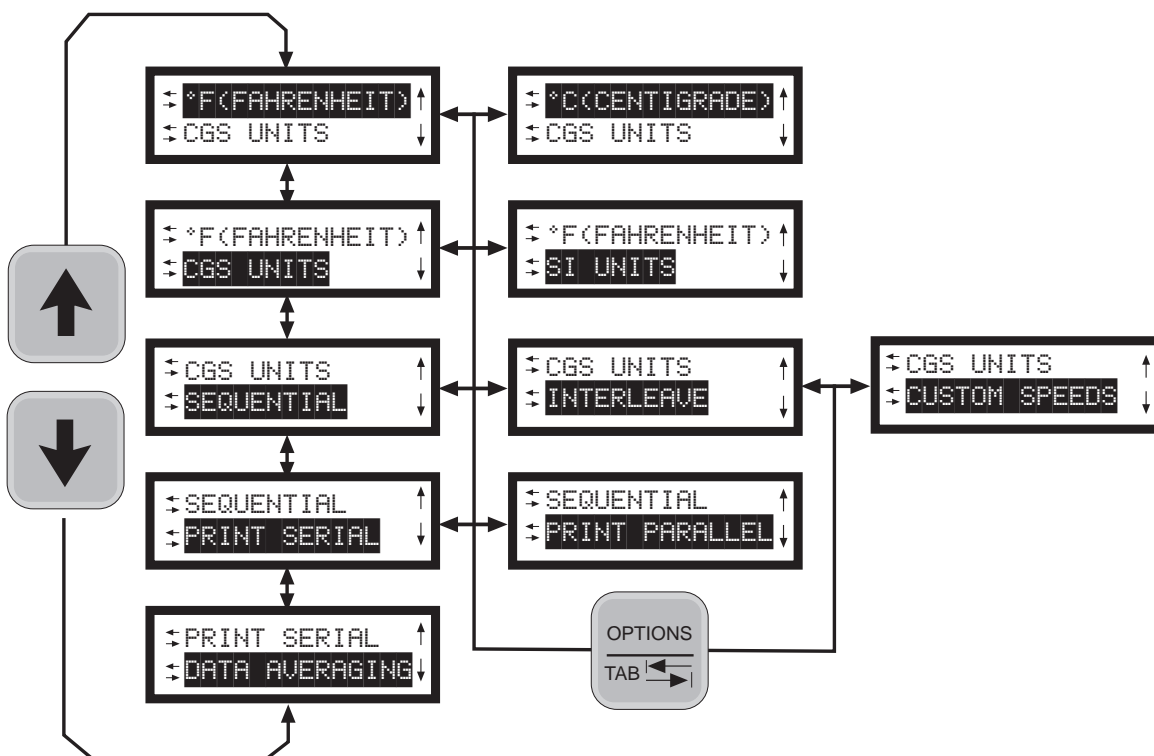 °F(FAHRENHEIT)
CGS UNITS
°C(CENTIGRADE)
CGS UNITS
°F(FAHRENHEIT)
CGS UNITS
°F(FAHRENHEIT)
SI UNITS
CGS UNITS
SEQUENTIAL
CGS UNITS
INTERLEAVE
CGS UNITS
CUSTOM SPEEDS
SEQUENTIAL
PRINT SERIAL
SEQUENTIAL
PRINT PARALLEL
PRINT SERIAL
DATA AVERAGING
OPTIONS
TAB